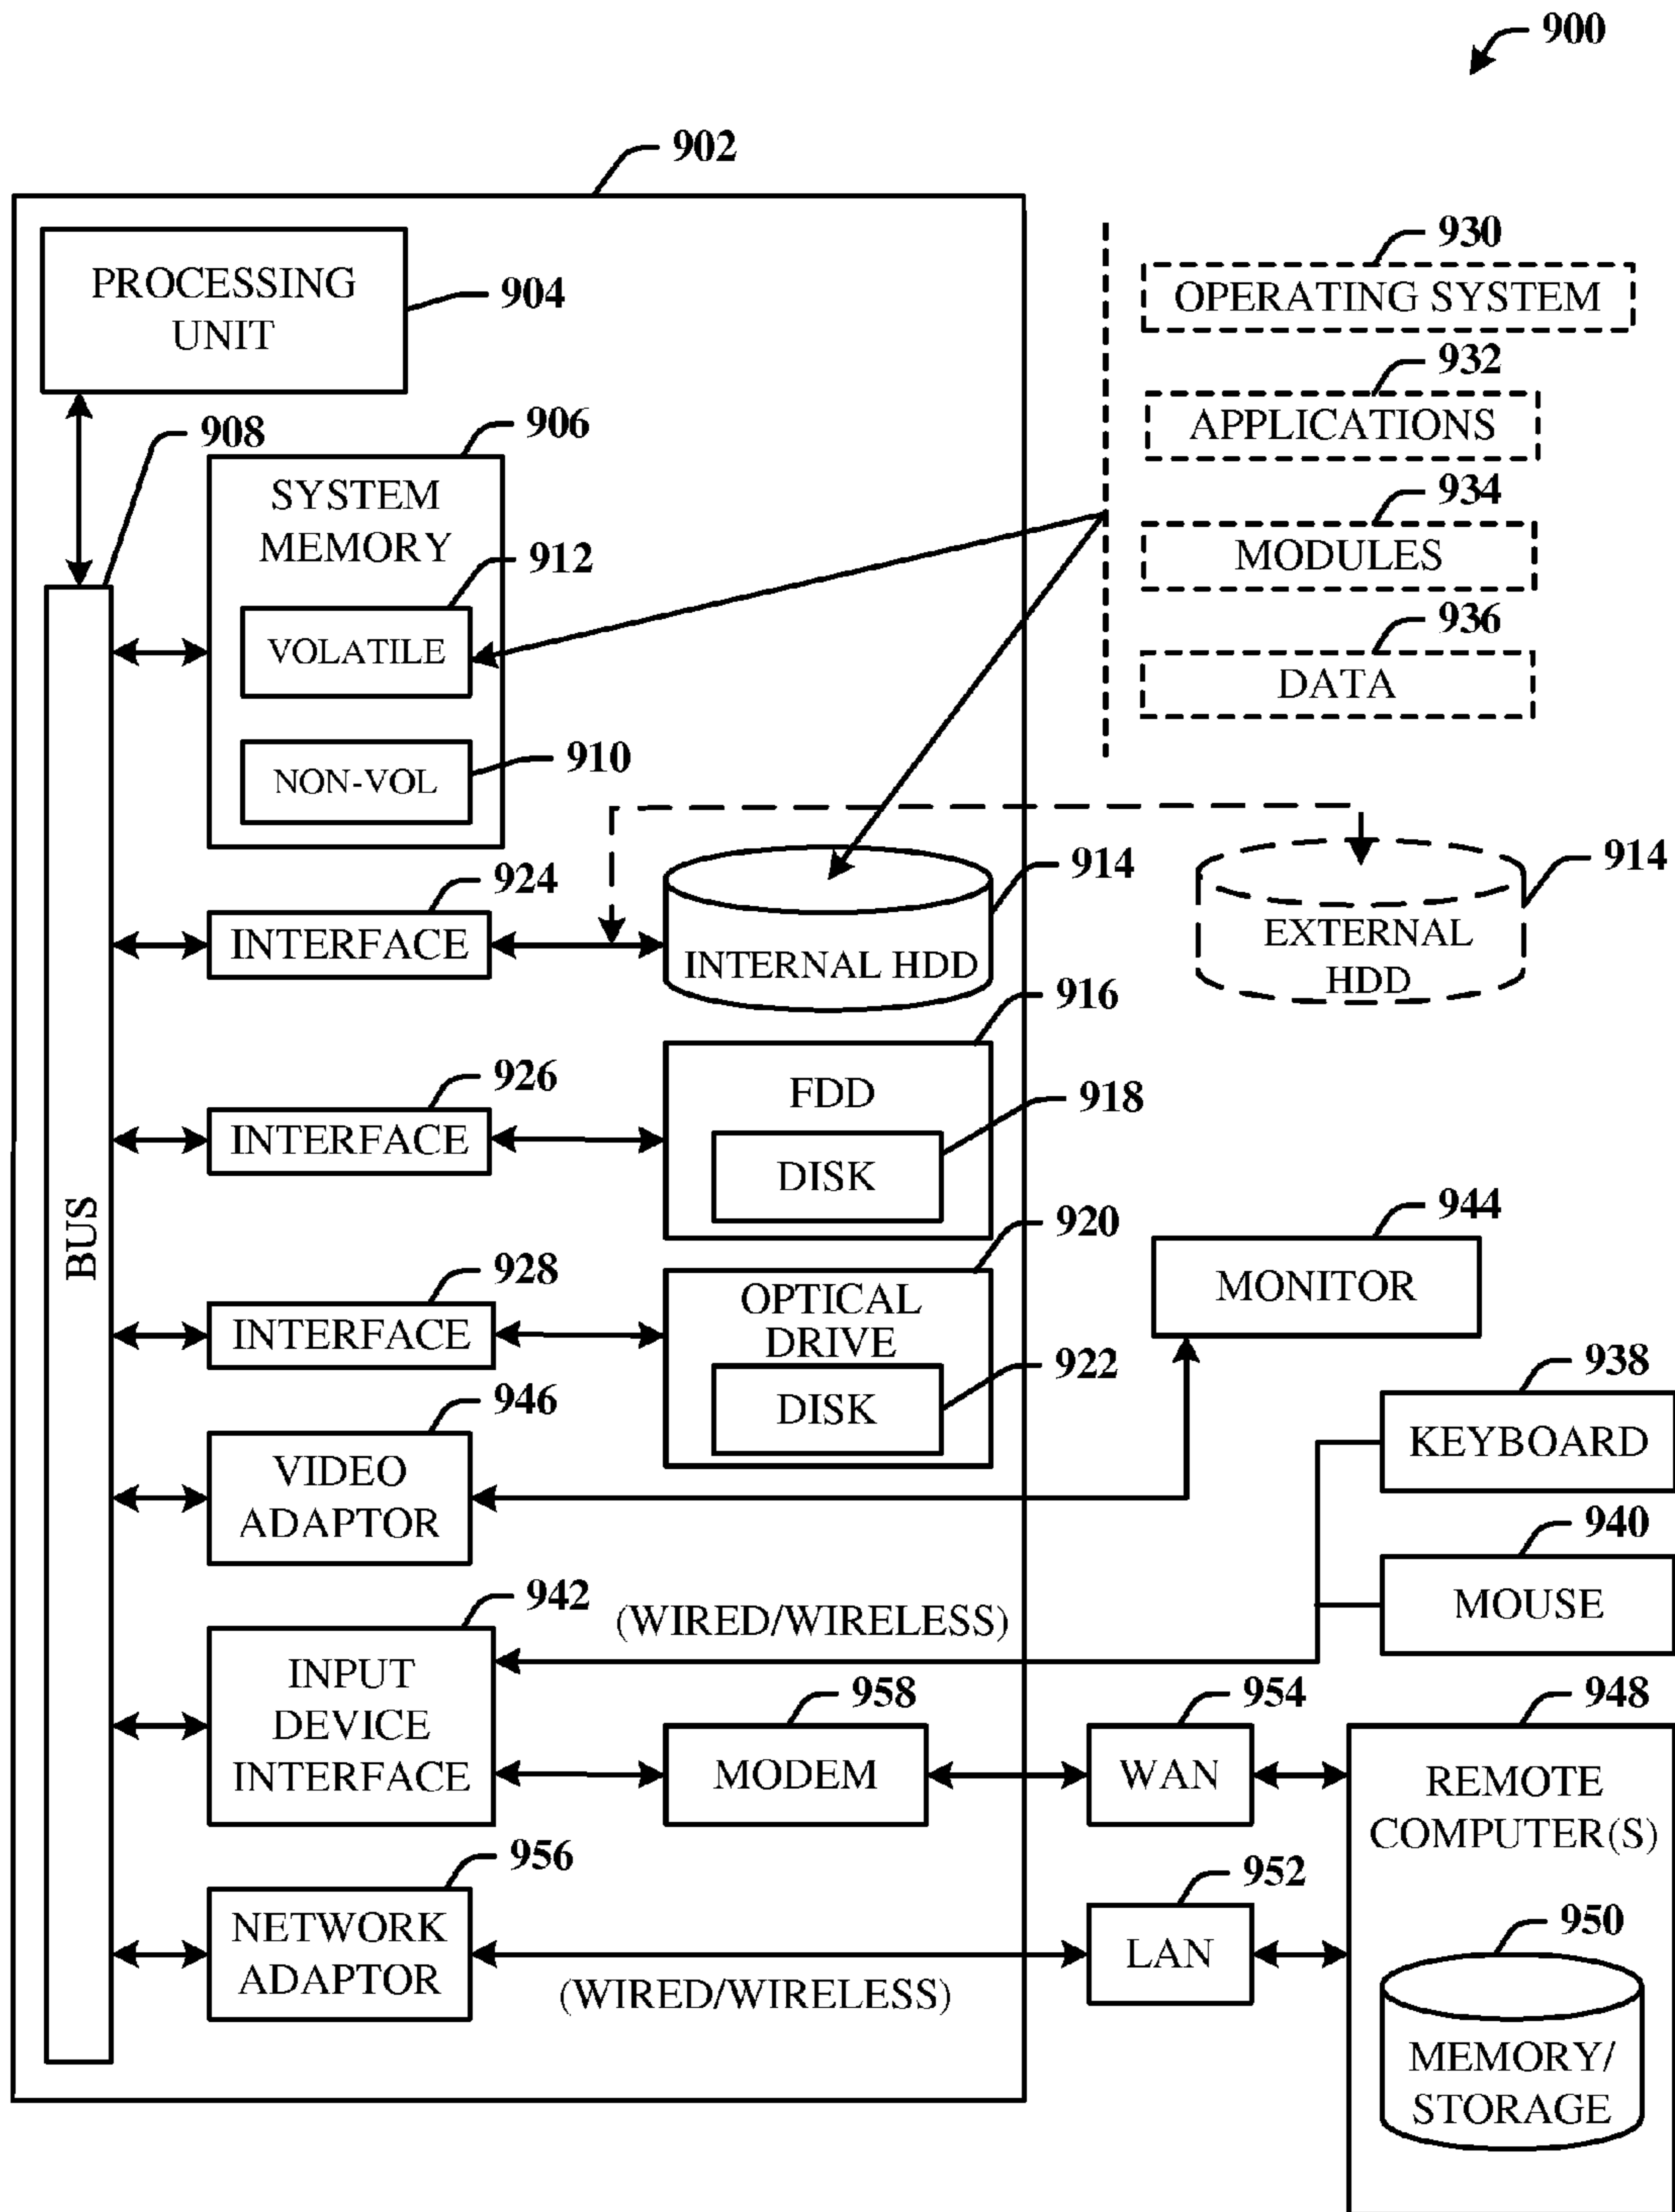 900
902
PROCESSING
UNIT
904
930
OPERATING SYSTEM
932
APPLICATIONS
934
MODULES
936
DATA
908
906
SYSTEM
MEMORY
912
VOLATILE
910
NON-VOL
924
INTERFACE
914
INTERNAL HDD
914
EXTERNAL
HDD
926
INTERFACE
916
FDD
918
DISK
BUS
928
INTERFACE
920
OPTICAL
DRIVE
922
DISK
944
MONITOR
946
VIDEO
ADAPTOR
938
KEYBOARD
940
MOUSE
942
INPUT
DEVICE
INTERFACE
(WIRED/WIRELESS)
958
MODEM
954
WAN
948
REMOTE
COMPUTER(S)
956
NETWORK
ADAPTOR
(WIRED/WIRELESS)
952
LAN
950
MEMORY/
STORAGE